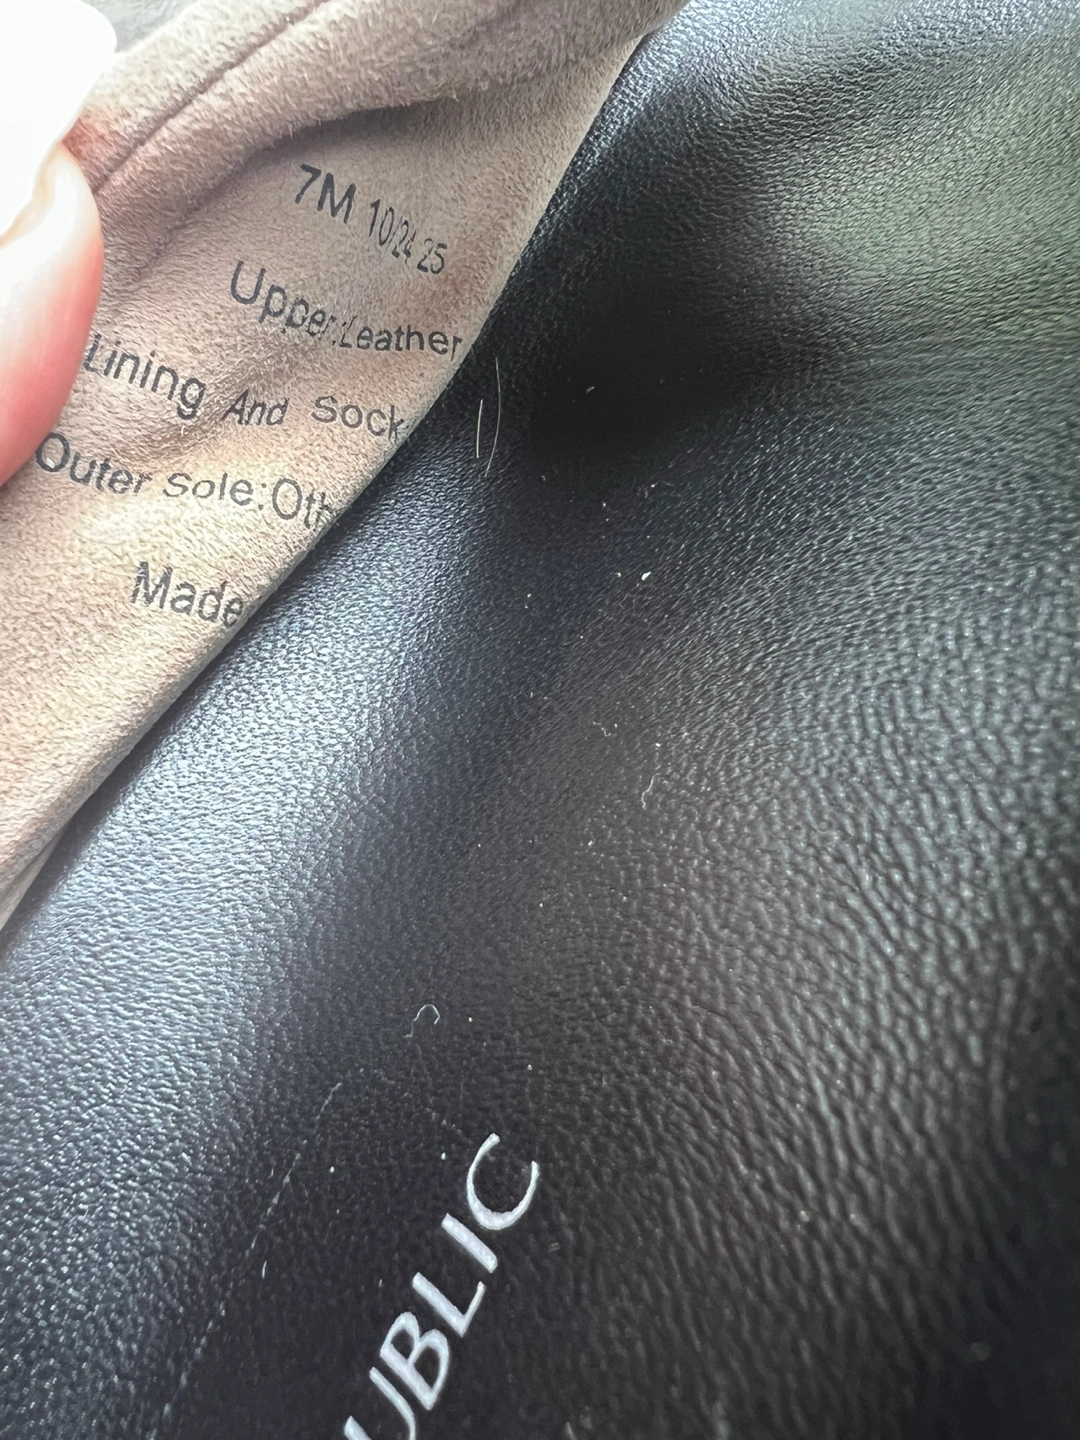 7M 10/24 25
Upper:Leather
Lining And Sock
Outer Sole:Oth
Made
UBLIC